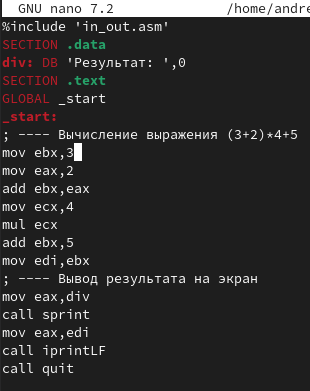 GNU nano 7.2 /home/andre
%include 'in_out.asm'
SECTION .data
div: DB 'Результат: ',0
SECTION .text
GLOBAL _start
_start:
; ---- Вычисление выражения (3+2)*4+5
mov ebx,3
mov eax,2
add ebx,eax
mov ecx,4
mul ecx
add ebx,5
mov edi,ebx
; ---- Вывод результата на экран
mov eax,div
call sprint
mov eax,edi
call iprintLF
call quit